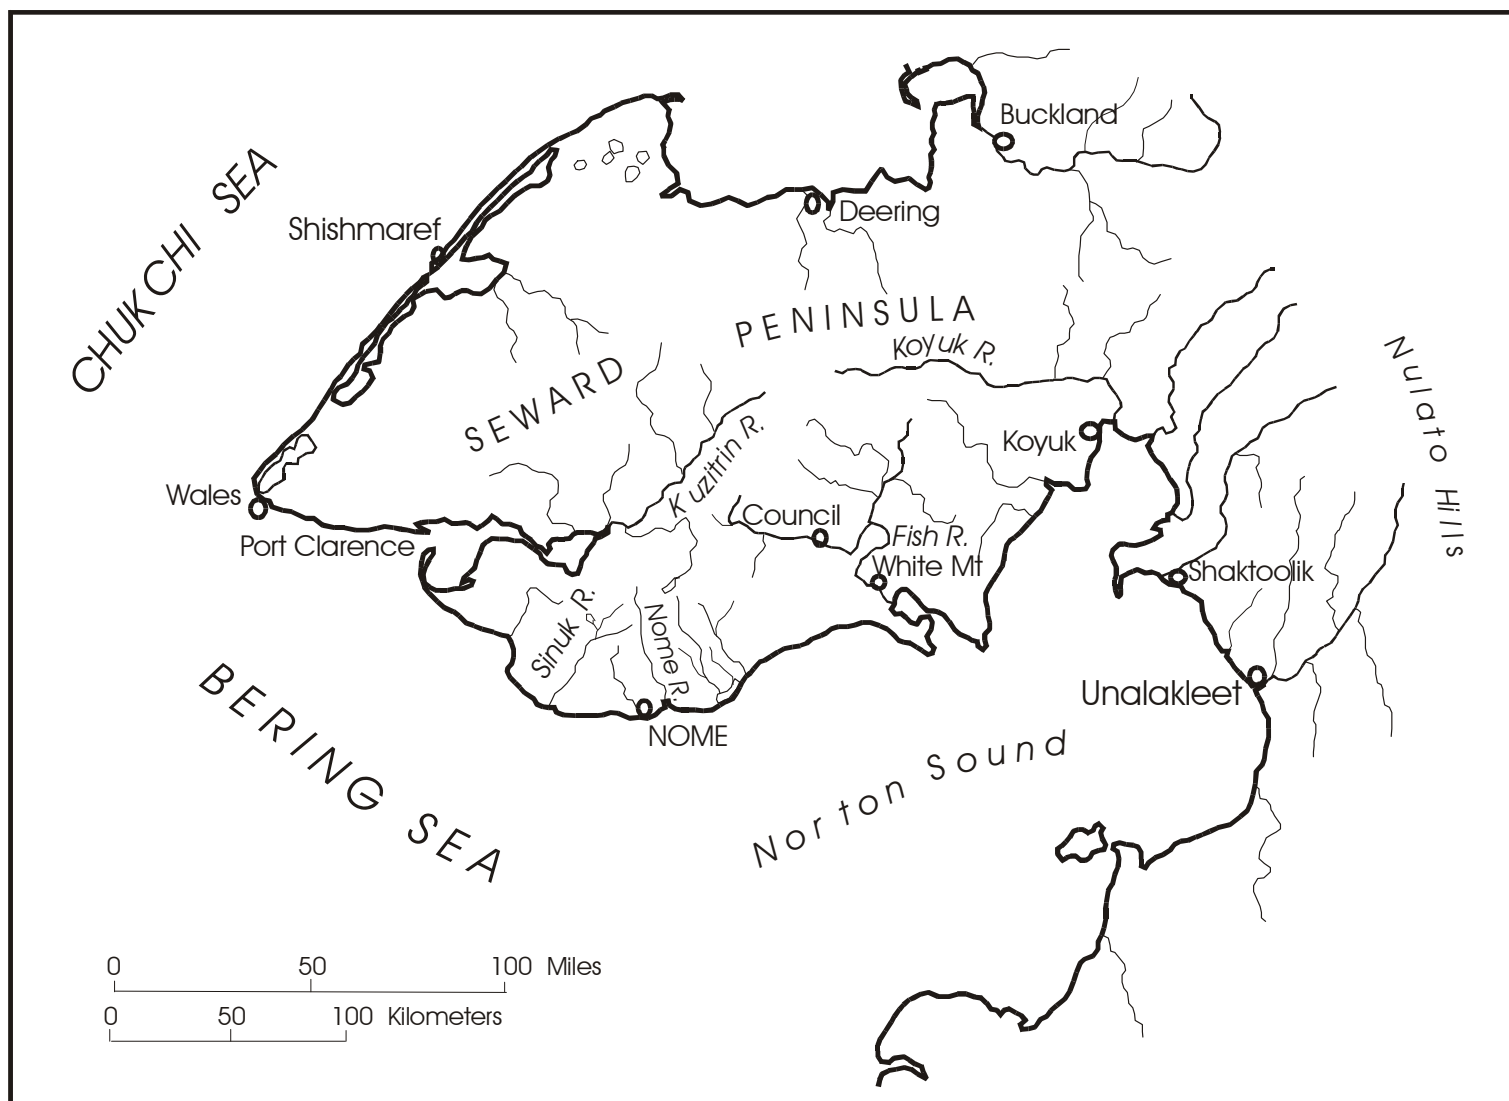 Buckland
CHUKCHI SEA
Shishmaref
Deering
SEWARD PENINSULA
Koyuk R.
Nulato Hills
Koyuk
Kuzitrin R.
Wales
Council
Port Clarence
Fish R.
White Mt
Shaktoolik
Sinuk R.
Nome R.
Unalakleet
NOME
BERING SEA
Norton Sound
0 50 100 Miles
0 50 100 Kilometers